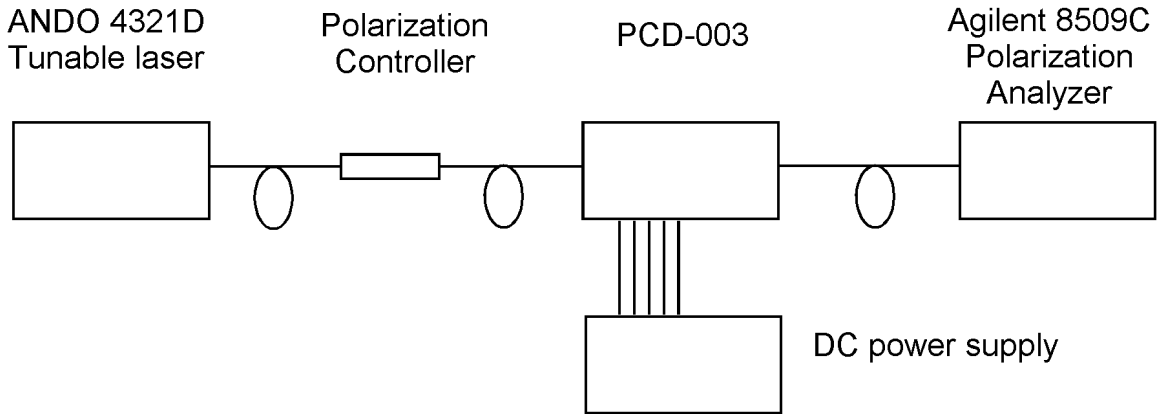 ANDO 4321D
Tunable laser
Polarization
Controller
PCD-003
Agilent 8509C
Polarization
Analyzer
DC power supply